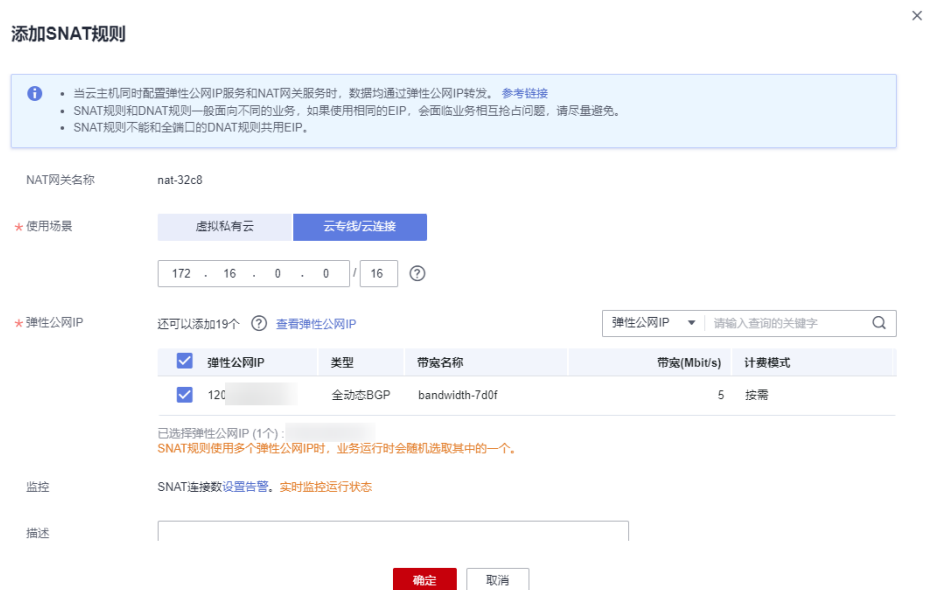 添加SNAT规则
当云主机同时配置弹性公网IP服务和NAT网关服务时，数据均通过弹性公网IP转发。 参考链接
SNAT规则和DNAT规则一般面向不同的业务，如果使用相同的EIP，会面临业务相互抢占问题，请尽量避免。
SNAT规则不能和全端口的DNAT规则共用EIP。
NAT网关名称 nat-32c8
* 使用场景 虚拟私有云 云专线/云连接
172 . 16 . 0 . 0 / 16
* 弹性公网IP 还可以添加19个 查看弹性公网IP 弹性公网IP 请输入查询的关键字
弹性公网IP 类型 带宽名称 带宽(Mbit/s) 计费模式
120 全动态BGP bandwidth-7d0f 5 按需
已选择弹性公网IP (1个) :
SNAT规则使用多个弹性公网IP时，业务运行时会随机选取其中的一个。
监控 SNAT连接数设置告警。实时监控运行状态
描述
确定 取消